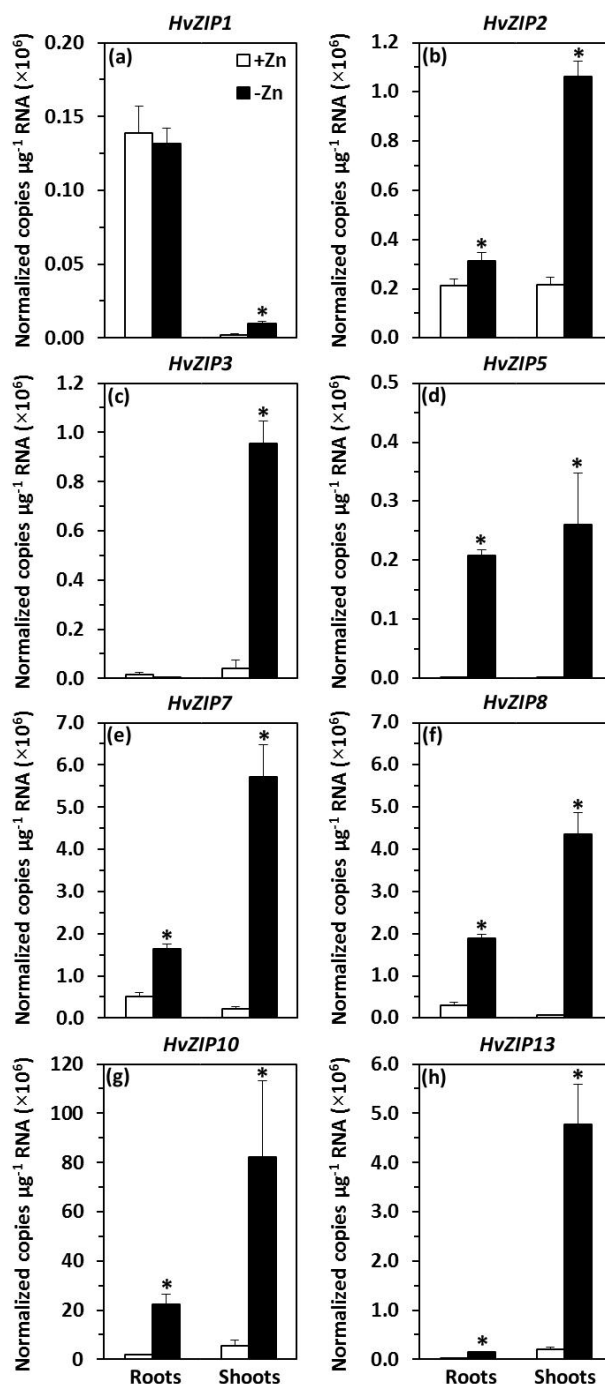 HvZIP1
HvZIP2
(a)
+Zn
-Zn
(b)
*
*
*
Normalized copies µg⁻¹ RNA (×10⁶)
0.20
0.15
0.10
0.05
0.00
Normalized copies µg⁻¹ RNA (×10⁶)
1.2
1.0
0.8
0.6
0.4
0.2
0.0
HvZIP3
HvZIP5
(c)
*
(d)
*
*
Normalized copies µg⁻¹ RNA (×10⁶)
1.2
1.0
0.8
0.6
0.4
0.2
0.0
Normalized copies µg⁻¹ RNA (×10⁶)
0.5
0.4
0.3
0.2
0.1
0.0
HvZIP7
HvZIP8
(e)
*
*
(f)
*
*
Normalized copies µg⁻¹ RNA (×10⁶)
7.0
6.0
5.0
4.0
3.0
2.0
1.0
0.0
Normalized copies µg⁻¹ RNA (×10⁶)
7.0
6.0
5.0
4.0
3.0
2.0
1.0
0.0
HvZIP10
HvZIP13
(g)
*
*
(h)
*
*
Normalized copies µg⁻¹ RNA (×10⁶)
120
100
80
60
40
20
0
Normalized copies µg⁻¹ RNA (×10⁶)
6.0
5.0
4.0
3.0
2.0
1.0
0.0
Roots Shoots
Roots Shoots